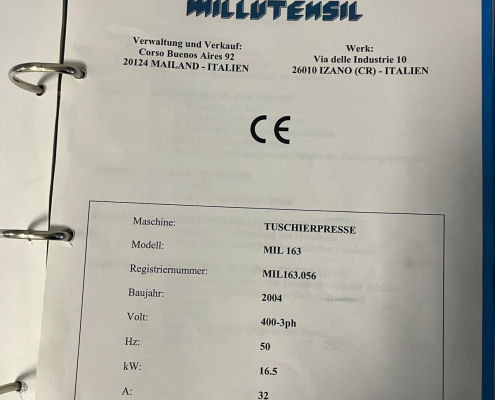 MILLUTENSIL
Verwaltung und Verkauf:
Corso Buenos Aires 92
20124 MAILAND - ITALIEN
Werk:
Via delle Industrie 10
26010 IZANO (CR) - ITALIEN
CE
Maschine: TUSCHIERPRESSE
Modell: MIL 163
Registriernummer: MIL163.056
Baujahr: 2004
Volt: 400-3ph
Hz: 50
kW: 16.5
A: 32